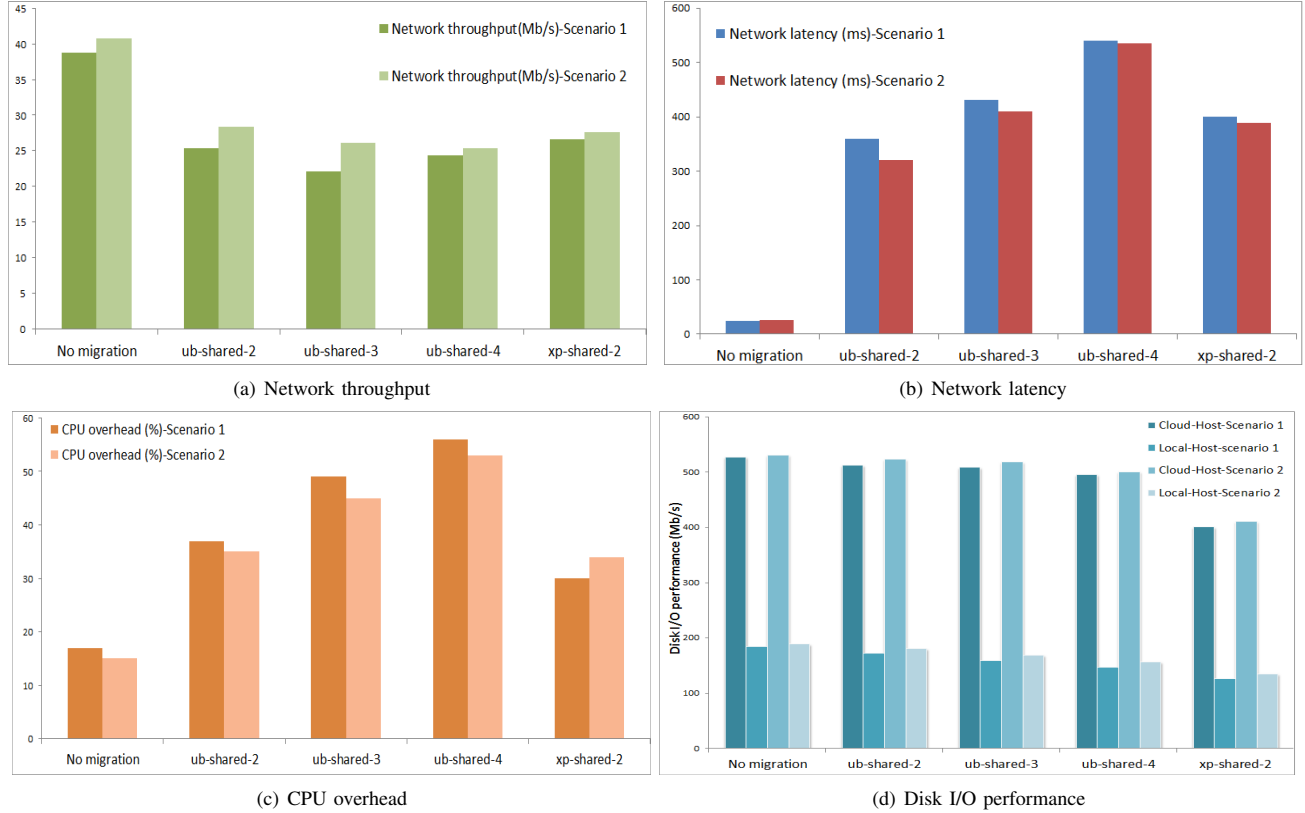 45
40
35
30
25
20
15
10
5
0
Network throughput(Mb/s)-Scenario 1
Network throughput(Mb/s)-Scenario 2
No migration ub-shared-2 ub-shared-3 ub-shared-4 xp-shared-2
(a) Network throughput
600
500
400
300
200
100
0
Network latency (ms)-Scenario 1
Network latency (ms)-Scenario 2
No migration ub-shared-2 ub-shared-3 ub-shared-4 xp-shared-2
(b) Network latency
60
50
40
30
20
10
0
CPU overhead (%)-Scenario 1
CPU overhead (%)-Scenario 2
No migration ub-shared-2 ub-shared-3 ub-shared-4 xp-shared-2
(c) CPU overhead
Disk I/O performance (Mb/s)
600
500
400
300
200
100
0
Cloud-Host-Scenario 1
Local-Host-scenario 1
Cloud-Host-Scenario 2
Local-Host-Scenario 2
No migration ub-shared-2 ub-shared-3 ub-shared-4 xp-shared-2
(d) Disk I/O performance